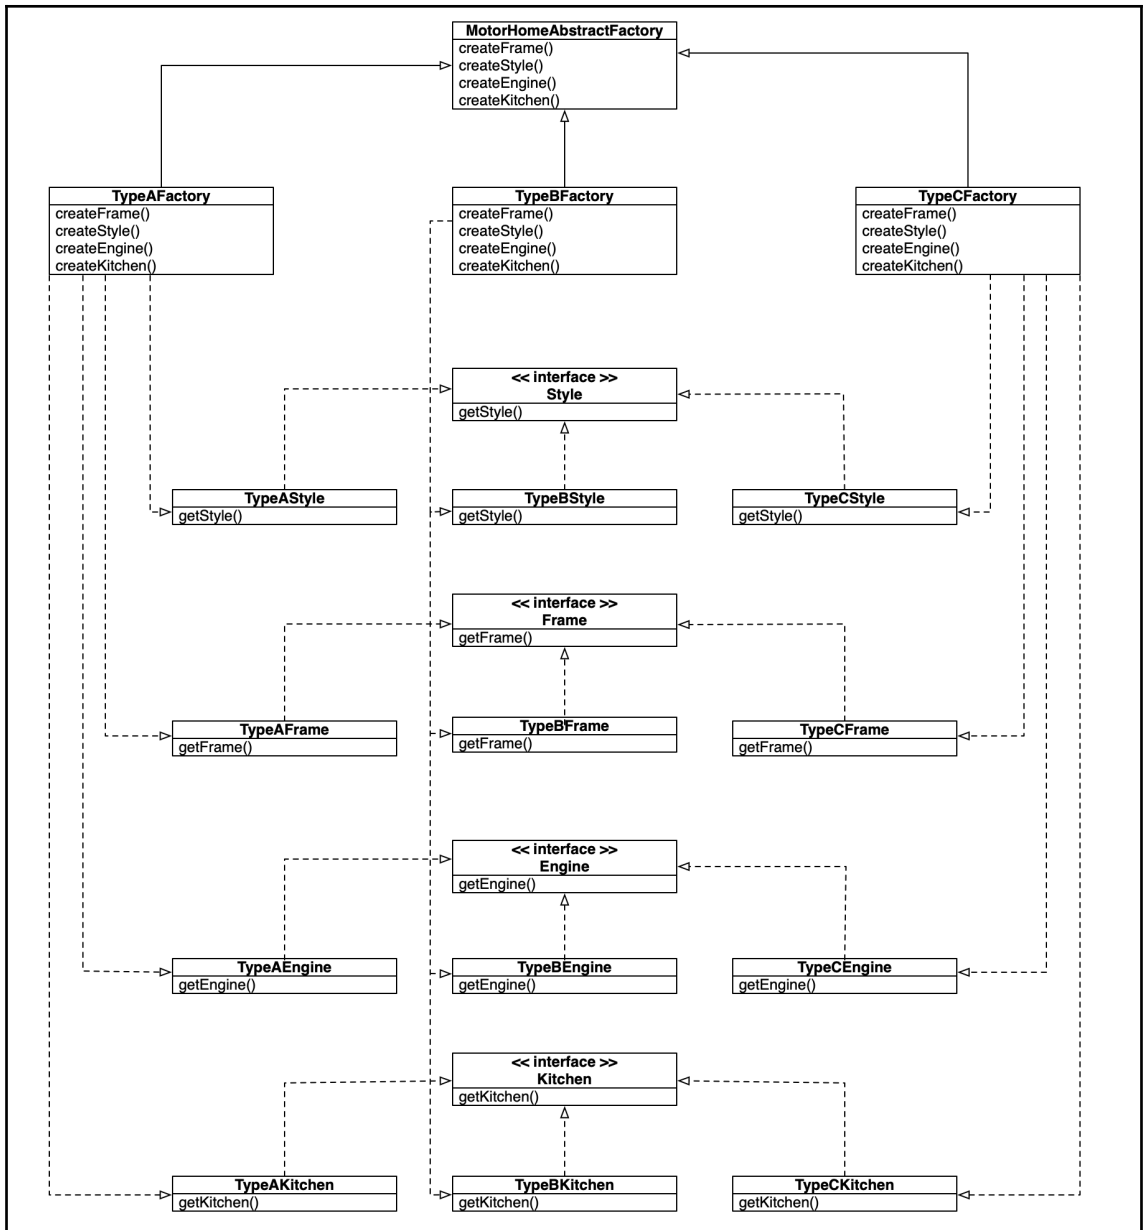 MotorHomeAbstractFactory
createFrame()
createStyle()
createEngine()
createKitchen()
TypeAFactory
createFrame()
createStyle()
createEngine()
createKitchen()
TypeBFactory
createFrame()
createStyle()
createEngine()
createKitchen()
TypeCFactory
createFrame()
createStyle()
createEngine()
createKitchen()
<< interface >>
Style
getStyle()
TypeAStyle
getStyle()
TypeBStyle
getStyle()
TypeCStyle
getStyle()
<< interface >>
Frame
getFrame()
TypeAFrame
getFrame()
TypeBFrame
getFrame()
TypeCFrame
getFrame()
<< interface >>
Engine
getEngine()
TypeAEngine
getEngine()
TypeBEngine
getEngine()
TypeCEngine
getEngine()
<< interface >>
Kitchen
getKitchen()
TypeAKitchen
getKitchen()
TypeBKitchen
getKitchen()
TypeCKitchen
getKitchen()